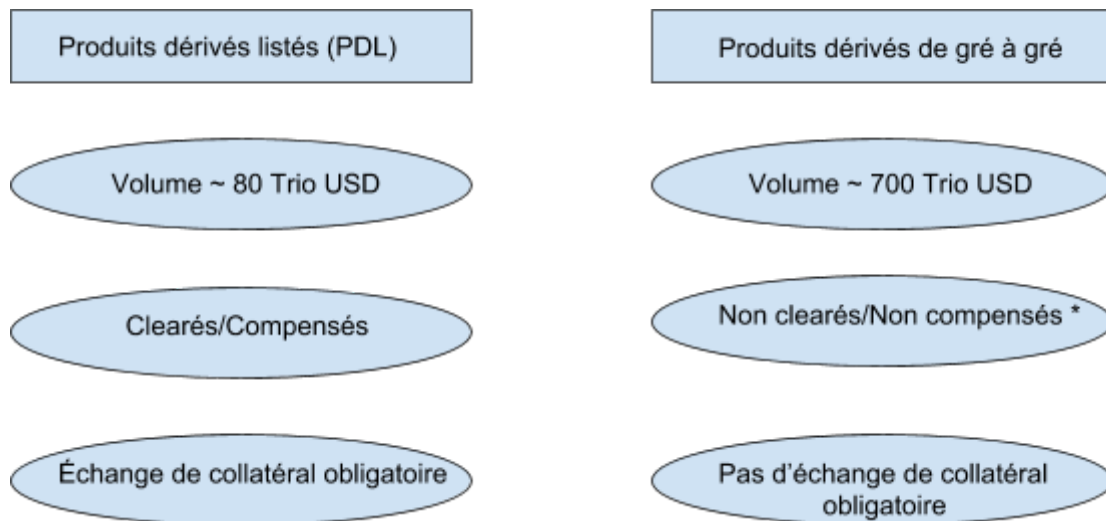 Produits dérivés listés (PDL)
Produits dérivés de gré à gré
Volume ~ 80 Trio USD
Volume ~ 700 Trio USD
Clearés/Compensés
Non clearés/Non compensés *
Échange de collatéral obligatoire
Pas d’échange de collatéral
obligatoire